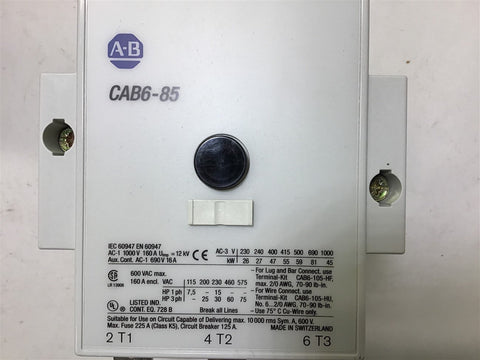 A-B
CAB6-85
IEC 60947 EN 60947
AC-1 1000 V 160 A Uimp = 12 kV
Aux. Cont. AC-1 690 V 16 A
CE
AC-3 V 230 240 400 415 500 690 1000
kW 26 27 47 55 59 81 45
LR 13908
600 VAC max.
160 A encl. VAC 115 200 230 460 575
HP 1 ph 7,5 - 15 - -
HP 3 ph - 25 30 60 75
UL LISTED IND. CONT. EQ. 728 B
Break all Lines
- For Lug and Bar Connect. use
Terminal-Kit CAB6-105-HF,
max. 2/0 AWG, 70-90 lb-in.
- For Wire Connect. use
Terminal-Kit CAB6-105-HU,
No. 6...2/0 AWG, 70-90 lb-in.
- Use 75° C Cu-Wire only.
Suitable for Use on Circuit Capable of Delivering max. 10 000 rms Sym. A, 600 V.
Max. Fuse 225 A (Class K5), Circuit Breaker 125 A.
MADE IN SWITZERLAND
2 T1 4 T2 6 T3